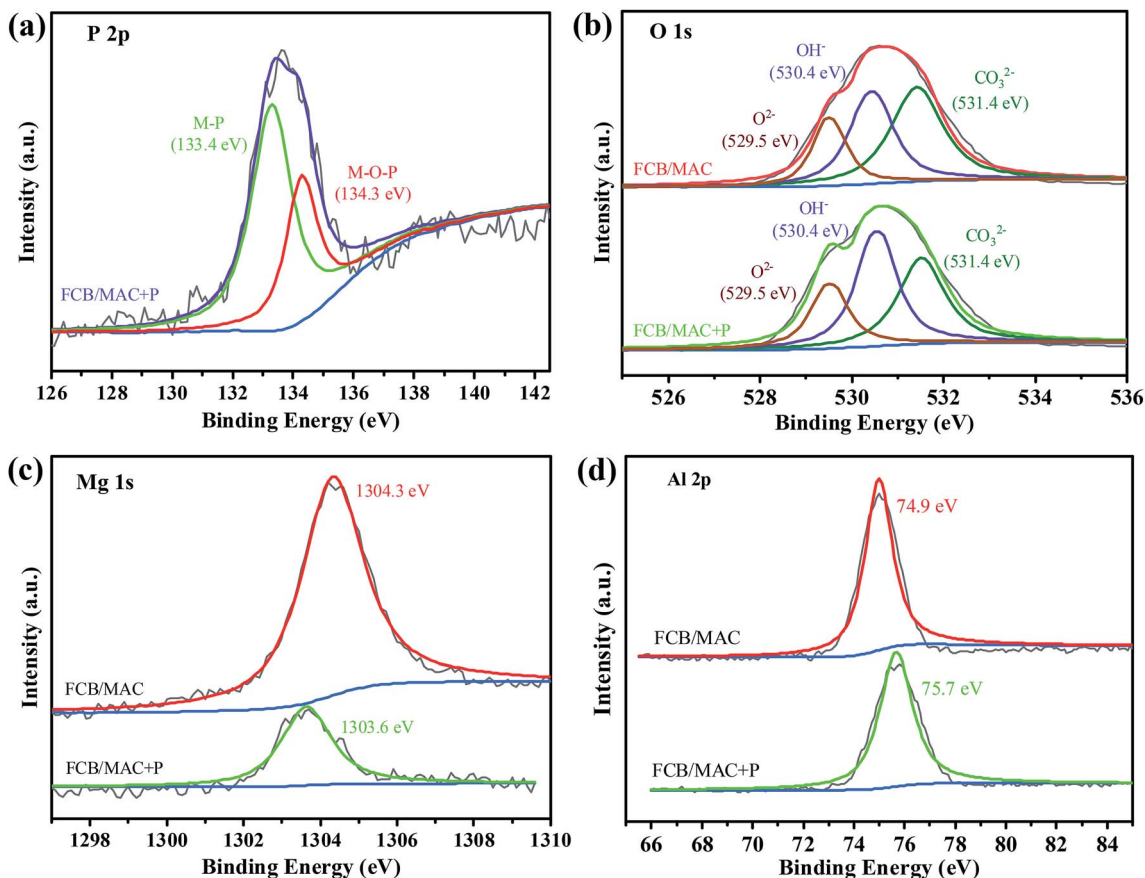 (a)
P 2p
M-P
(133.4 eV)
M-O-P
(134.3 eV)
FCB/MAC+P
Intensity (a.u.)
126 128 130 132 134 136 138 140 142
Binding Energy (eV)
(b)
O 1s
OH⁻
(530.4 eV)
CO₃²⁻
(531.4 eV)
O²⁻
(529.5 eV)
FCB/MAC
OH⁻
(530.4 eV)
CO₃²⁻
(531.4 eV)
O²⁻
(529.5 eV)
FCB/MAC+P
Intensity (a.u.)
526 528 530 532 534 536
Binding Energy (eV)
(c)
Mg 1s
1304.3 eV
FCB/MAC
1303.6 eV
FCB/MAC+P
Intensity (a.u.)
1298 1300 1302 1304 1306 1308 1310
Binding Energy (eV)
(d)
Al 2p
74.9 eV
FCB/MAC
75.7 eV
FCB/MAC+P
Intensity (a.u.)
66 68 70 72 74 76 78 80 82 84
Binding Energy (eV)